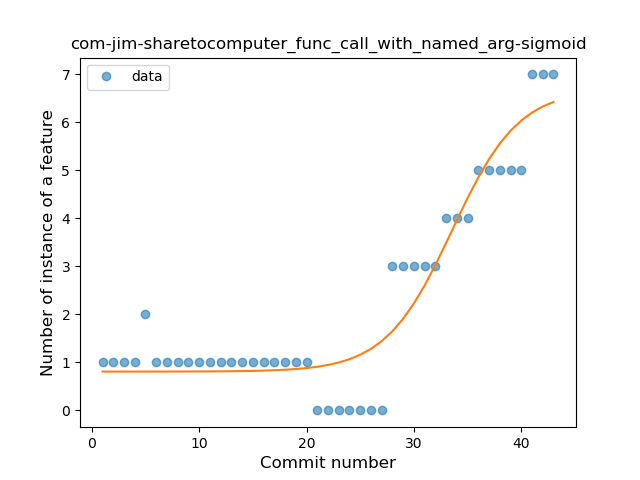 com-jim-sharetocomputer_func_call_with_named_arg-sigmoid
data
Number of instance of a feature
7
6
5
4
3
2
1
0
0 10 20 30 40
Commit number